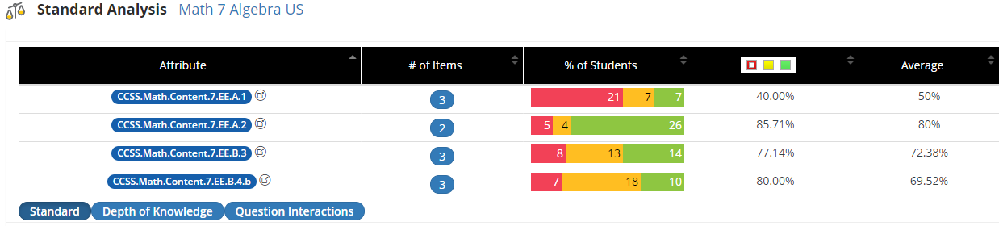 Standard Analysis Math 7 Algebra US
Attribute # of Items % of Students Average
CCSS.Math.Content.7.EE.A.1 3 21 7 7 40.00% 50%
CCSS.Math.Content.7.EE.A.2 2 5 4 26 85.71% 80%
CCSS.Math.Content.7.EE.B.3 3 8 13 14 77.14% 72.38%
CCSS.Math.Content.7.EE.B.4.b 3 7 18 10 80.00% 69.52%
Standard Depth of Knowledge Question Interactions